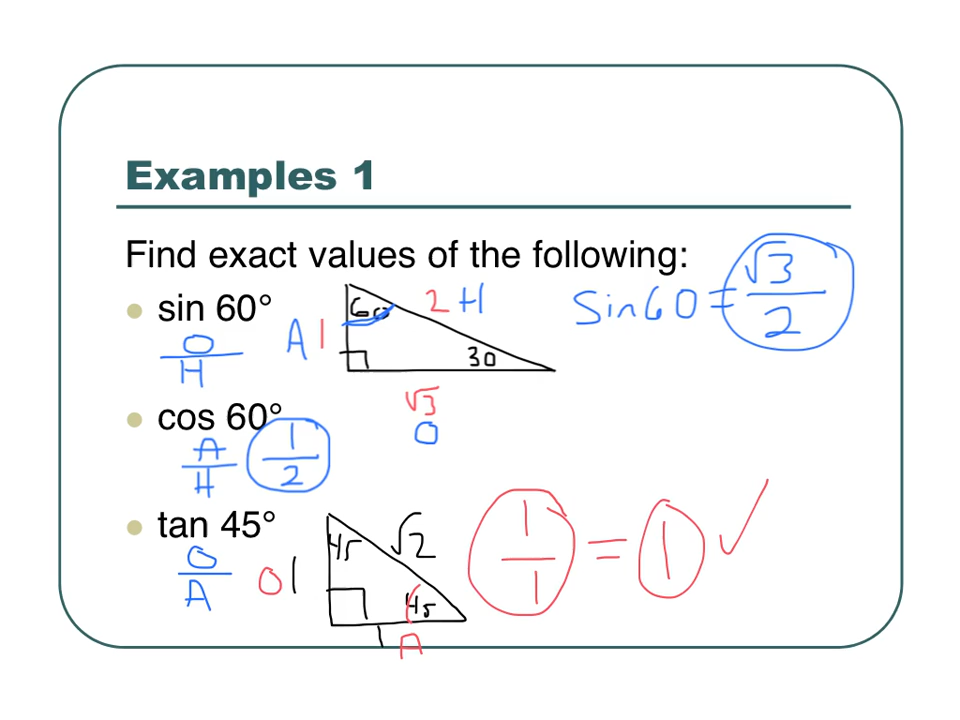 Examples 1
Find exact values of the following:
sin 60°
O
H
A 1
60
2 H
30
√3
O
sin60 = √3
2
cos 60°
A
H
1
2
tan 45°
O
A
O 1
45
√2
45
1
A
1
1
= 1 ✓